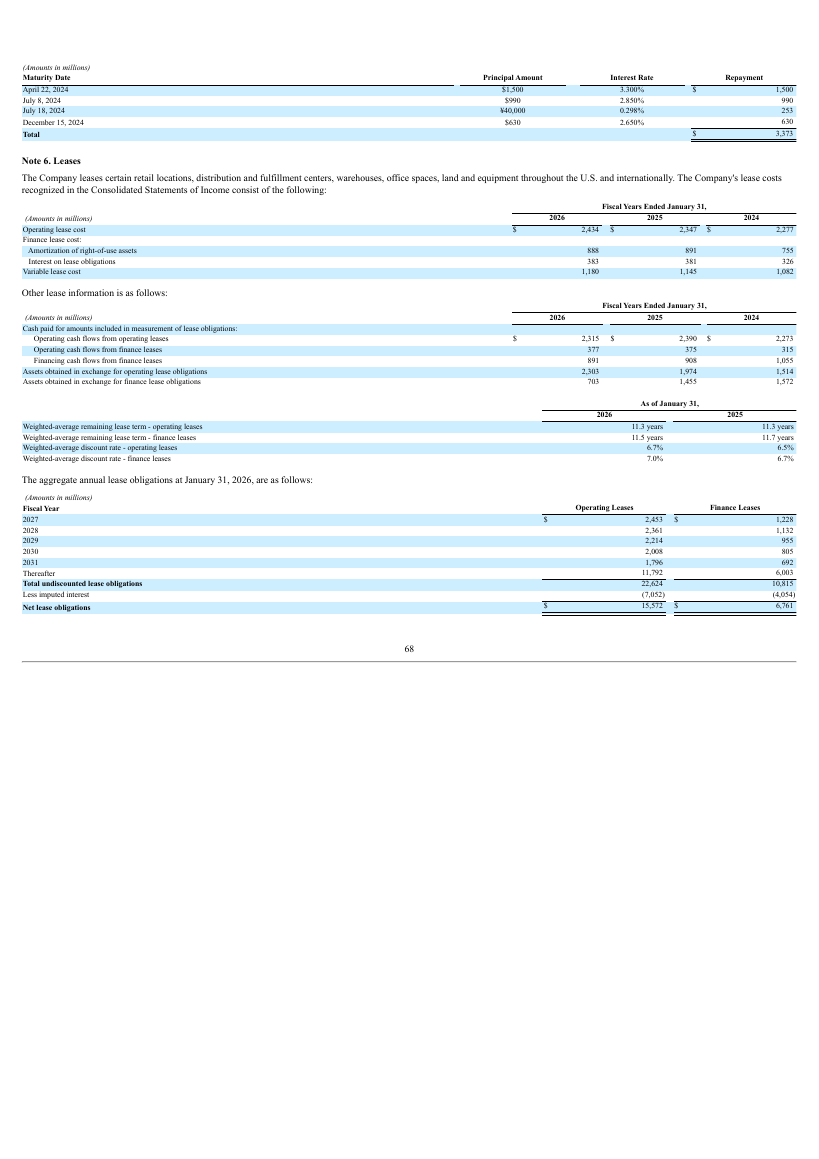 (Amounts in millions)
Maturity Date Principal Amount Interest Rate Repayment
April 22, 2024 $1,500 3.300% $ 1,500
July 8, 2024 $990 2.850% 990
July 18, 2024 ¥40,000 0.298% 253
December 15, 2024 $630 2.650% 630
Total $ 3,373
Note 6. Leases
The Company leases certain retail locations, distribution and fulfillment centers, warehouses, office spaces, land and equipment throughout the U.S. and internationally. The Company's lease costs
recognized in the Consolidated Statements of Income consist of the following:
Fiscal Years Ended January 31,
(Amounts in millions) 2026 2025 2024
Operating lease cost $ 2,434 $ 2,347 $ 2,277
Finance lease cost:
Amortization of right-of-use assets 888 891 755
Interest on lease obligations 383 381 326
Variable lease cost 1,180 1,145 1,082
Other lease information is as follows:
Fiscal Years Ended January 31,
(Amounts in millions) 2026 2025 2024
Cash paid for amounts included in measurement of lease obligations:
Operating cash flows from operating leases $ 2,315 $ 2,390 $ 2,273
Operating cash flows from finance leases 377 375 315
Financing cash flows from finance leases 891 908 1,055
Assets obtained in exchange for operating lease obligations 2,303 1,974 1,514
Assets obtained in exchange for finance lease obligations 703 1,455 1,572
As of January 31,
2026 2025
Weighted-average remaining lease term - operating leases 11.3 years 11.3 years
Weighted-average remaining lease term - finance leases 11.5 years 11.7 years
Weighted-average discount rate - operating leases 6.7% 6.5%
Weighted-average discount rate - finance leases 7.0% 6.7%
The aggregate annual lease obligations at January 31, 2026, are as follows:
(Amounts in millions)
Fiscal Year Operating Leases Finance Leases
2027 $ 2,453 $ 1,228
2028 2,361 1,132
2029 2,214 955
2030 2,008 805
2031 1,796 692
Thereafter 11,792 6,003
Total undiscounted lease obligations 22,624 10,815
Less imputed interest (7,052) (4,054)
Net lease obligations $ 15,572 $ 6,761
68